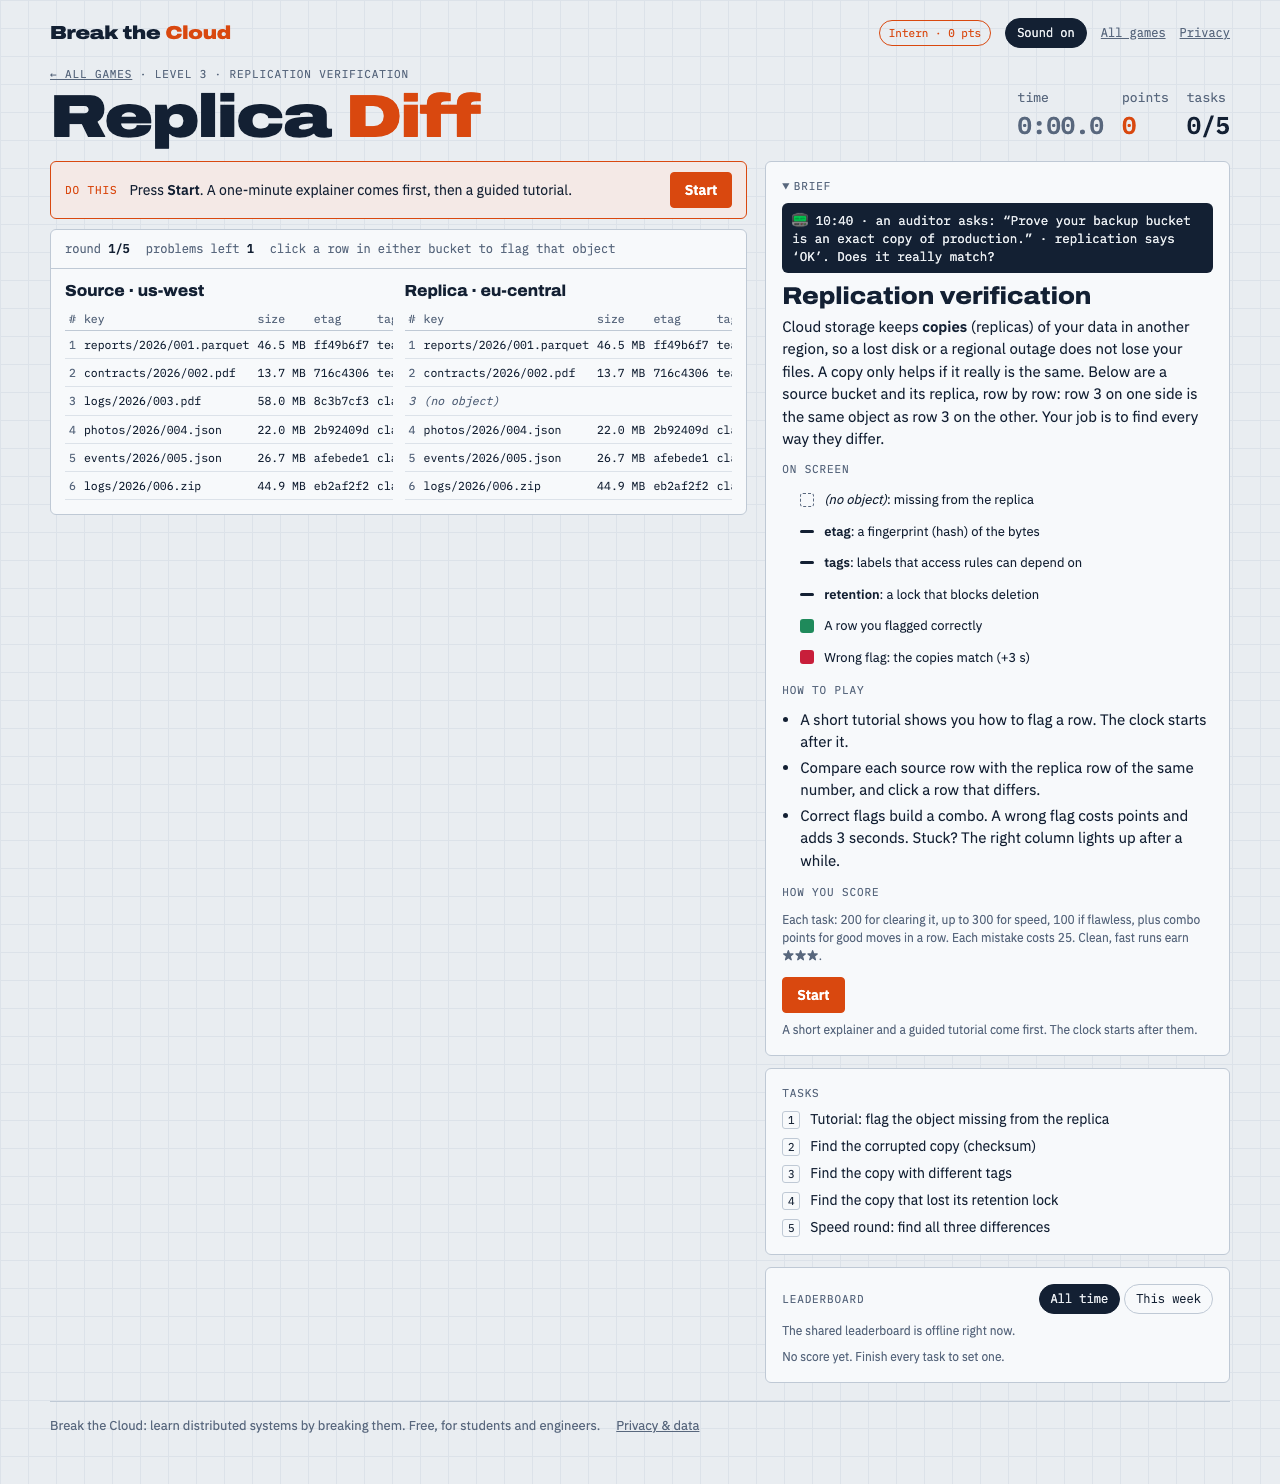 Break the Cloud
Intern · 0 pts
Sound on
All games
Privacy
← ALL GAMES · LEVEL 3 · REPLICATION VERIFICATION
Replica Diff
time
0:00.0
points
0
tasks
0/5
DO THIS Press Start. A one-minute explainer comes first, then a guided tutorial.
Start
round 1/5 problems left 1 click a row in either bucket to flag that object
Source · us-west
# key size etag tag
1 reports/2026/001.parquet 46.5 MB ff49b6f7 tea
2 contracts/2026/002.pdf 13.7 MB 716c4306 tea
3 logs/2026/003.pdf 58.0 MB 8c3b7cf3 cla
4 photos/2026/004.json 22.0 MB 2b92409d cla
5 events/2026/005.json 26.7 MB afebede1 cla
6 logs/2026/006.zip 44.9 MB eb2af2f2 cla
Replica · eu-central
# key size etag tag
1 reports/2026/001.parquet 46.5 MB ff49b6f7 tea
2 contracts/2026/002.pdf 13.7 MB 716c4306 tea
3 (no object)
4 photos/2026/004.json 22.0 MB 2b92409d cla
5 events/2026/005.json 26.7 MB afebede1 cla
6 logs/2026/006.zip 44.9 MB eb2af2f2 cla
▼ BRIEF
10:40 · an auditor asks: “Prove your backup bucket
is an exact copy of production.” · replication says
‘OK’. Does it really match?
Replication verification
Cloud storage keeps copies (replicas) of your data in another
region, so a lost disk or a regional outage does not lose your
files. A copy only helps if it really is the same. Below are a
source bucket and its replica, row by row: row 3 on one side is
the same object as row 3 on the other. Your job is to find every
way they differ.
ON SCREEN
(no object): missing from the replica
etag: a fingerprint (hash) of the bytes
tags: labels that access rules can depend on
retention: a lock that blocks deletion
A row you flagged correctly
Wrong flag: the copies match (+3 s)
HOW TO PLAY
• A short tutorial shows you how to flag a row. The clock starts
after it.
• Compare each source row with the replica row of the same
number, and click a row that differs.
• Correct flags build a combo. A wrong flag costs points and
adds 3 seconds. Stuck? The right column lights up after a
while.
HOW YOU SCORE
Each task: 200 for clearing it, up to 300 for speed, 100 if flawless, plus combo
points for good moves in a row. Each mistake costs 25. Clean, fast runs earn
★★★.
Start
A short explainer and a guided tutorial come first. The clock starts after them.
TASKS
1 Tutorial: flag the object missing from the replica
2 Find the corrupted copy (checksum)
3 Find the copy with different tags
4 Find the copy that lost its retention lock
5 Speed round: find all three differences
LEADERBOARD
All time
This week
The shared leaderboard is offline right now.
No score yet. Finish every task to set one.
Break the Cloud: learn distributed systems by breaking them. Free, for students and engineers. Privacy & data